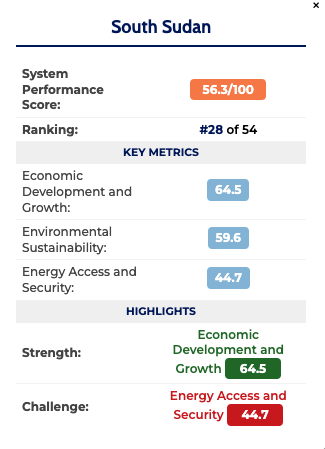 ×
South Sudan
System
Performance
Score:
56.3/100
Ranking:
#28 of 54
KEY METRICS
Economic
Development and
Growth:
64.5
Environmental
Sustainability:
59.6
Energy Access and
Security:
44.7
HIGHLIGHTS
Strength:
Economic
Development and
Growth 64.5
Challenge:
Energy Access and
Security 44.7